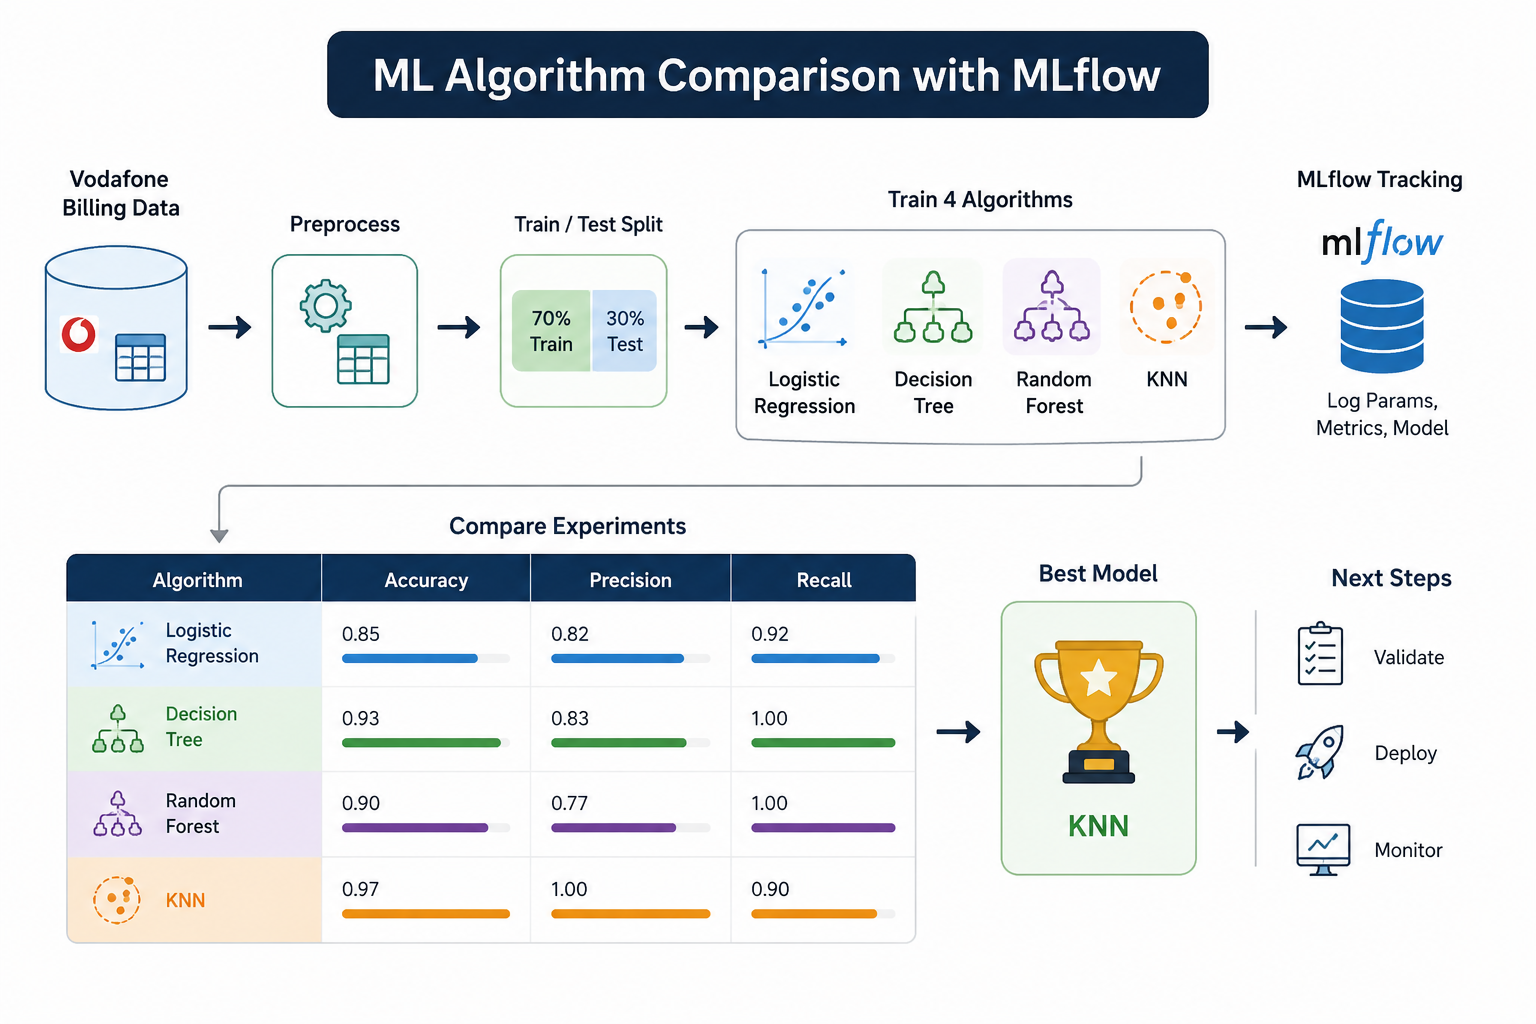 ML Algorithm Comparison with MLflow
Vodafone
Billing Data
Preprocess
Train / Test Split
70%
Train
30%
Test
Train 4 Algorithms
Logistic
Regression
Decision
Tree
Random
Forest
KNN
MLflow Tracking
mlflow
Log Params,
Metrics, Model
Compare Experiments
Algorithm Accuracy Precision Recall
Logistic
Regression
0.85 0.82 0.92
Decision
Tree
0.93 0.83 1.00
Random
Forest
0.90 0.77 1.00
KNN
0.97 1.00 0.90
Best Model
KNN
Next Steps
Validate
Deploy
Monitor